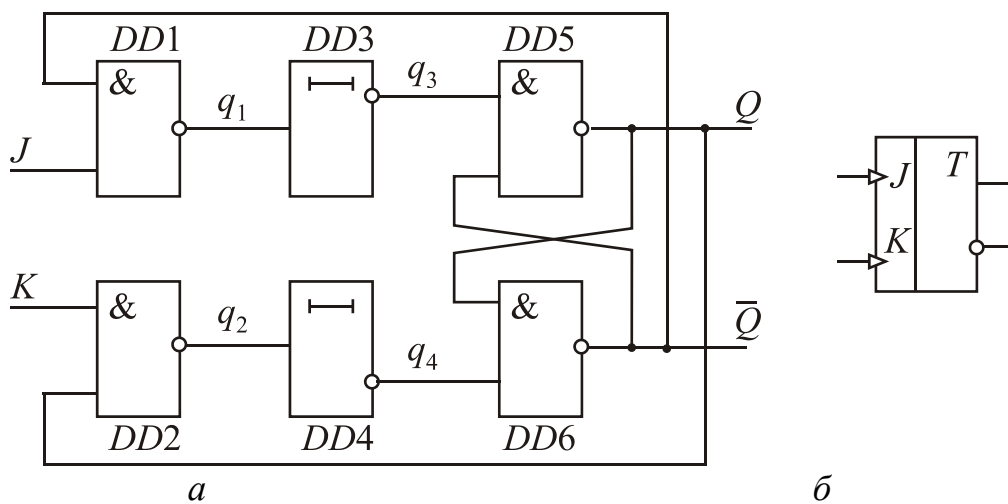 DD1 DD3 DD5
& q₁ q₃ & Q
J
J T
K
K & q₂ q₄ & Q̅
DD2 DD4 DD6
а б